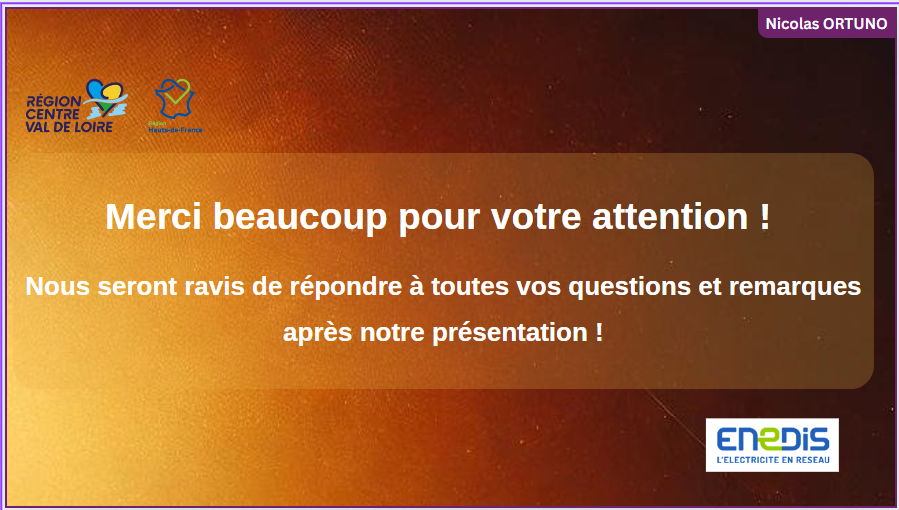 Nicolas ORTUNO
RÉGION
CENTRE
VAL DE LOIRE
Région
Hauts-de-France
Merci beaucoup pour votre attention !
Nous seront ravis de répondre à toutes vos questions et remarques
après notre présentation !
ENEDIS
L'ELECTRICITE EN RESEAU